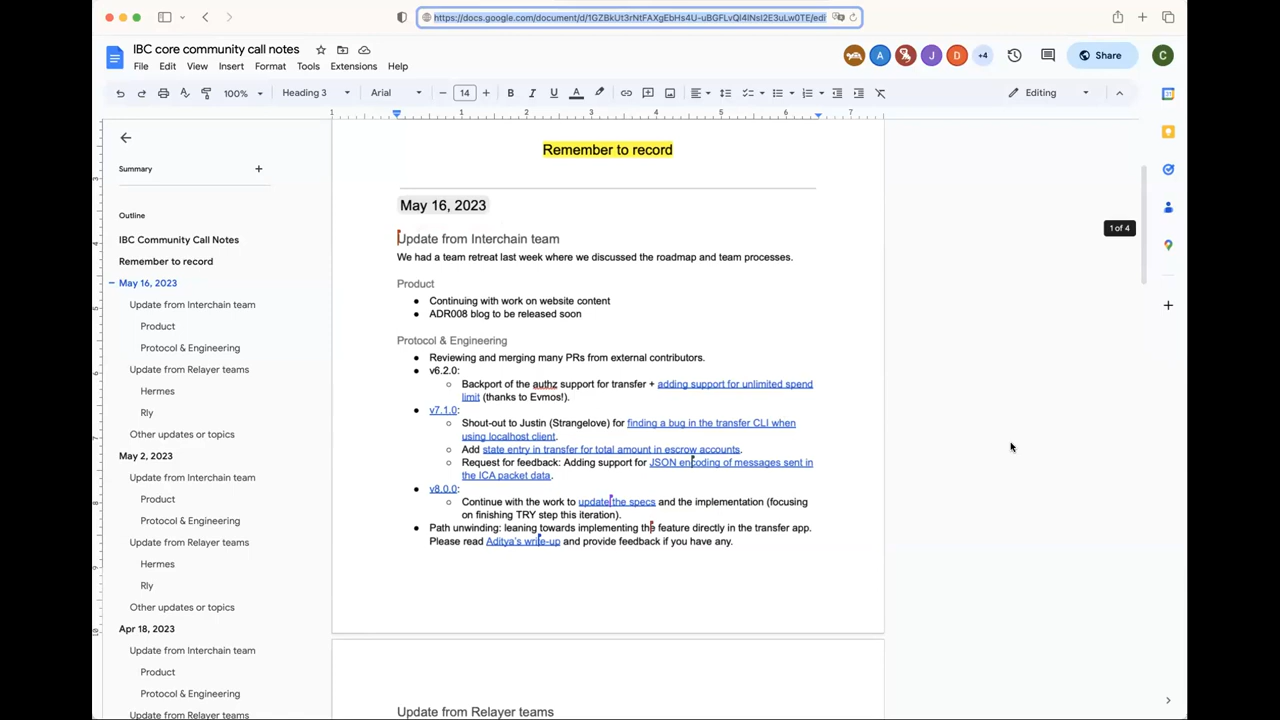 https://docs.google.com/document/d/1GZBkUt3rNtFAXgEbHs4U-uBGFLvQI4lNsI2E3uLw0TE/edi
IBC core community call notes
File Edit View Insert Format Tools Extensions Help
J D +4 Share C
A
100% Heading 3 Arial 14 B I U A Editing
1 1 2 3 4 5 6 7
Summary
Outline
IBC Community Call Notes
Remember to record
May 16, 2023
Update from Interchain team
Product
Protocol & Engineering
Update from Relayer teams
Hermes
Rly
Other updates or topics
May 2, 2023
Update from Interchain team
Product
Protocol & Engineering
Update from Relayer teams
Hermes
Rly
Other updates or topics
Apr 18, 2023
Update from Interchain team
Product
Protocol & Engineering
Update from Relayer teams
Remember to record
May 16, 2023
Update from Interchain team
We had a team retreat last week where we discussed the roadmap and team processes.
Product
● Continuing with work on website content
● ADR008 blog to be released soon
Protocol & Engineering
● Reviewing and merging many PRs from external contributors.
● v6.2.0:
○ Backport of the authz support for transfer + adding support for unlimited spend
limit (thanks to Evmos!).
● v7.1.0:
○ Shout-out to Justin (Strangelove) for finding a bug in the transfer CLI when
using localhost client.
○ Add state entry in transfer for total amount in escrow accounts.
○ Request for feedback: Adding support for JSON encoding of messages sent in
the ICA packet data.
● v8.0.0:
○ Continue with the work to update the specs and the implementation (focusing
on finishing TRY step this iteration).
● Path unwinding: leaning towards implementing the feature directly in the transfer app.
Please read Aditya's write-up and provide feedback if you have any.
Update from Relayer teams
1 of 4